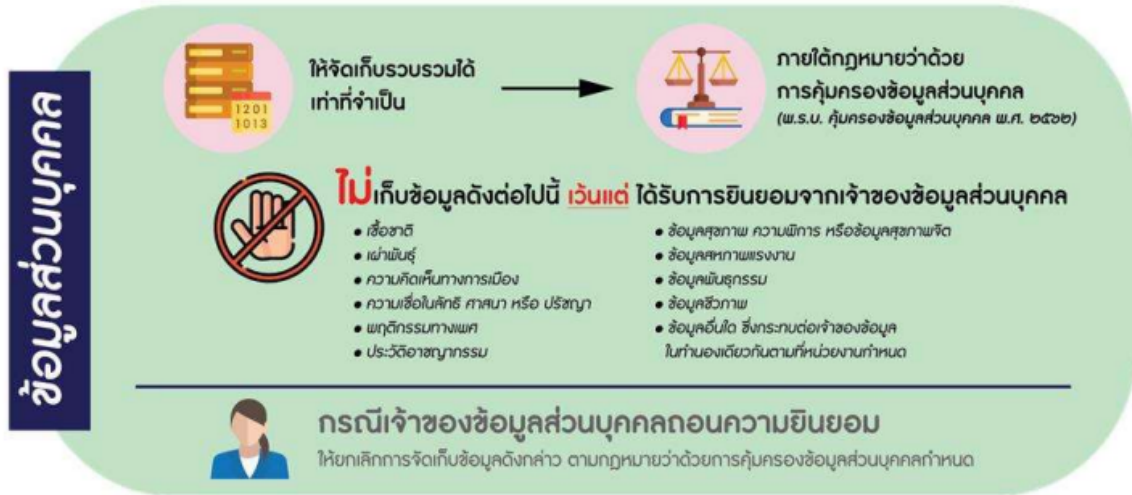 ข้อมูลส่วนบุคคล
ให้จัดเก็บรวบรวมได้
เท่าที่จำเป็น
1201
1013
ภายใต้กฎหมายว่าด้วย
การคุ้มครองข้อมูลส่วนบุคคล
(พ.ร.บ. คุ้มครองข้อมูลส่วนบุคคล พ.ศ. ๒๕๖๒)
ไม่เก็บข้อมูลดังต่อไปนี้ เว้นแต่ ได้รับการยินยอมจากเจ้าของข้อมูลส่วนบุคคล
• เชื้อชาติ
• เผ่าพันธุ์
• ความคิดเห็นทางการเมือง
• ความเชื่อในลัทธิ ศาสนา หรือ ปรัชญา
• พฤติกรรมทางเพศ
• ประวัติอาชญากรรม
• ข้อมูลสุขภาพ ความพิการ หรือข้อมูลสุขภาพจิต
• ข้อมูลสหภาพแรงงาน
• ข้อมูลพันธุกรรม
• ข้อมูลชีวภาพ
• ข้อมูลอื่นใด ซึ่งกระทบต่อเจ้าของข้อมูล
ในทำนองเดียวกันตามที่หน่วยงานกำหนด
กรณีเจ้าของข้อมูลส่วนบุคคลถอนความยินยอม
ให้ยกเลิกการจัดเก็บข้อมูลดังกล่าว ตามกฎหมายว่าด้วยการคุ้มครองข้อมูลส่วนบุคคลกำหนด